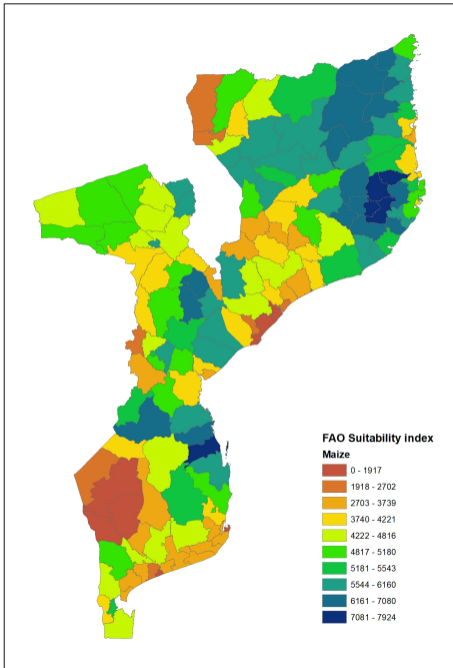 FAO Suitability index
Maize
0 - 1917
1918 - 2702
2703 - 3739
3740 - 4221
4222 - 4816
4817 - 5180
5181 - 5543
5544 - 6160
6161 - 7080
7081 - 7924